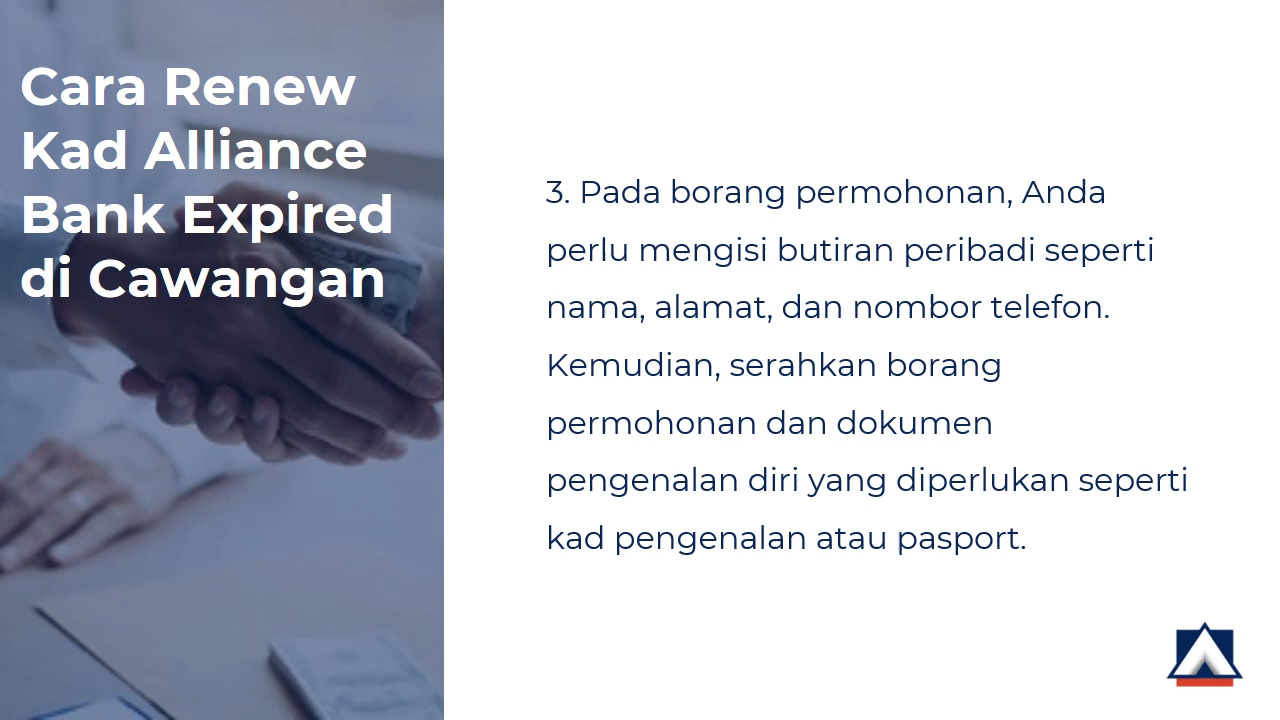 Cara Renew
Kad Alliance
Bank Expired
di Cawangan
3. Pada borang permohonan, Anda
perlu mengisi butiran peribadi seperti
nama, alamat, dan nombor telefon.
Kemudian, serahkan borang
permohonan dan dokumen
pengenalan diri yang diperlukan seperti
kad pengenalan atau pasport.